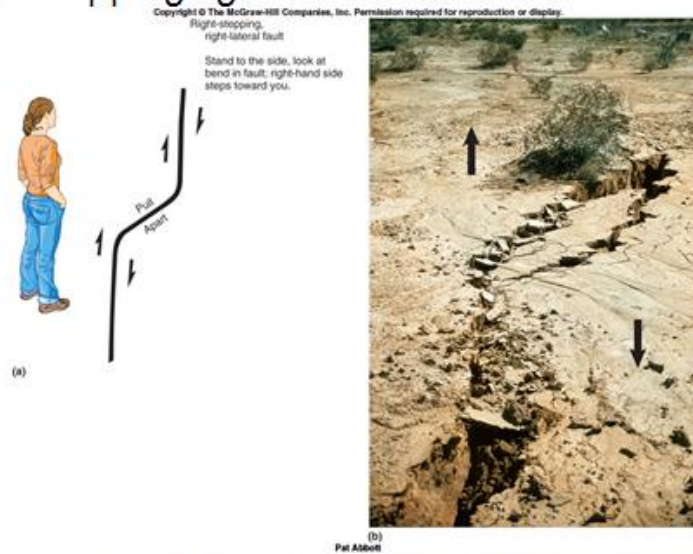 Copyright © The McGraw-Hill Companies, Inc. Permission required for reproduction or display.
Right-stepping,
right-lateral fault
Stand to the side, look at
bend in fault; right-hand side
steps toward you.
Pull
Apart
(a)
(b)
Pat Abbott